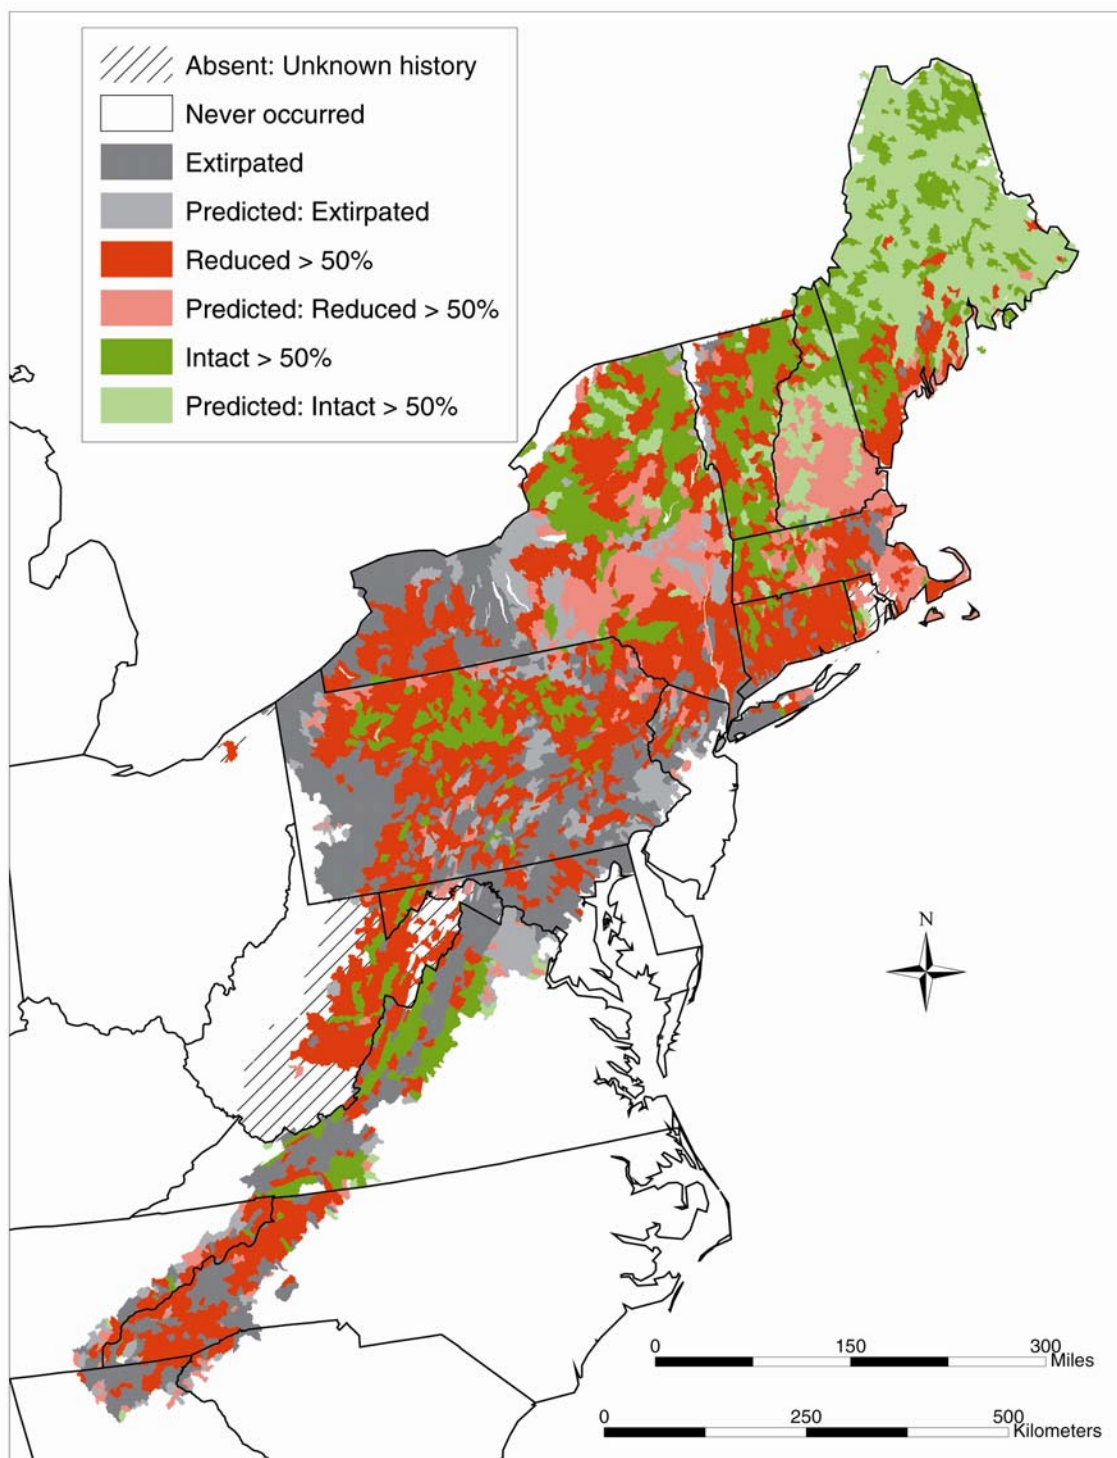 Absent: Unknown history
Never occurred
Extirpated
Predicted: Extirpated
Reduced > 50%
Predicted: Reduced > 50%
Intact > 50%
Predicted: Intact > 50%
N
0 150 300
Miles
0 250 500
Kilometers